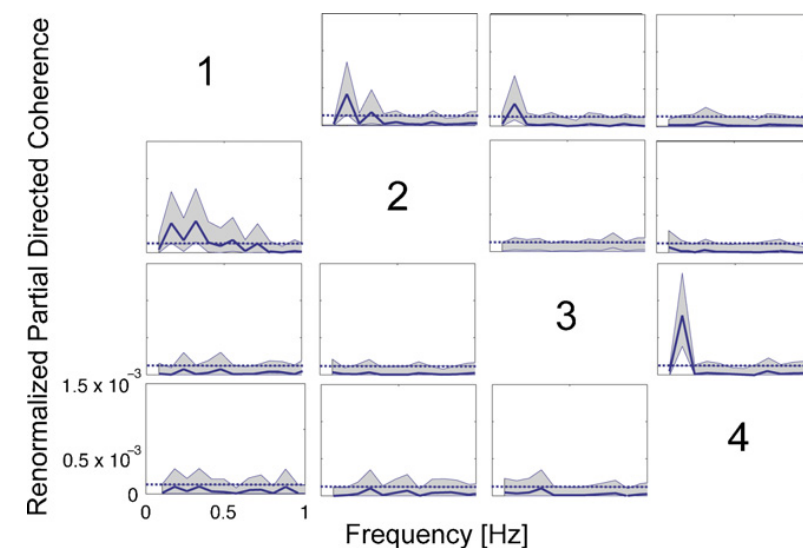 Renormalized Partial Directed Coherence
1
2
3
4
−3
1.5 x 10
0.5 x 10⁻³
0
0
0.5
1
Frequency [Hz]